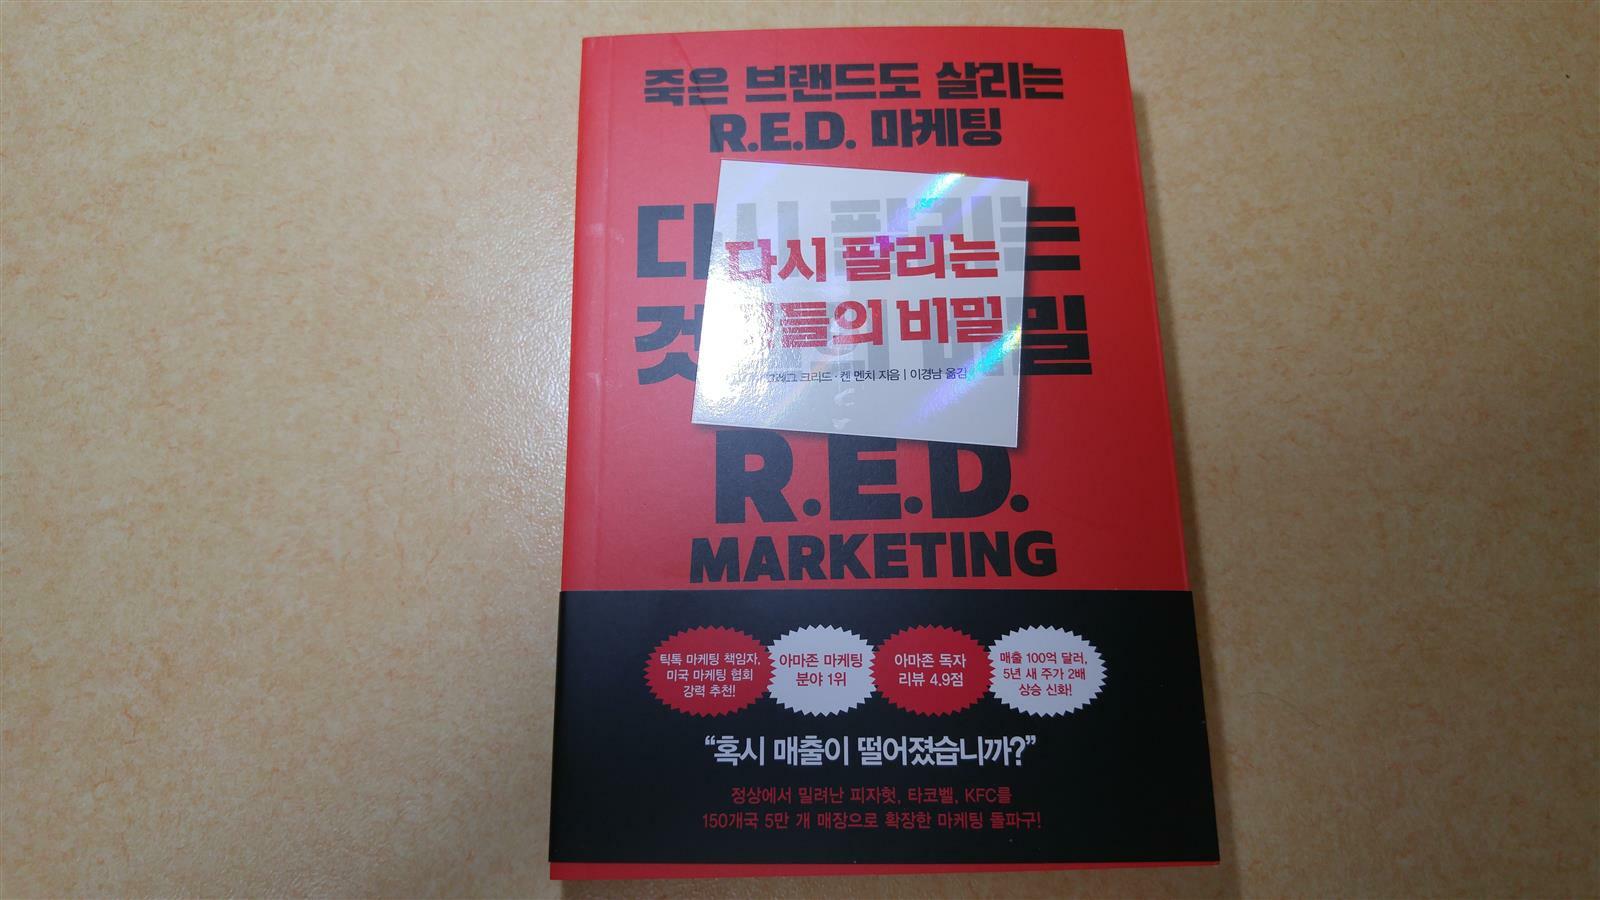 죽은 브랜드도 살리는
R.E.D. 마케팅
다시 팔리는
것들의 비밀
그레그 크리드·켄 멘치 지음 | 이경남 옮김
R.E.D.
MARKETING
틱톡 마케팅 책임자,
미국 마케팅 협회
강력 추천!
아마존 마케팅
분야 1위
아마존 독자
리뷰 4.9점
매출 100억 달러,
5년 새 주가 2배
상승 신화!
“혹시 매출이 떨어졌습니까?”
정상에서 밀려난 피자헛, 타코벨, KFC를
150개국 5만 개 매장으로 확장한 마케팅 돌파구!